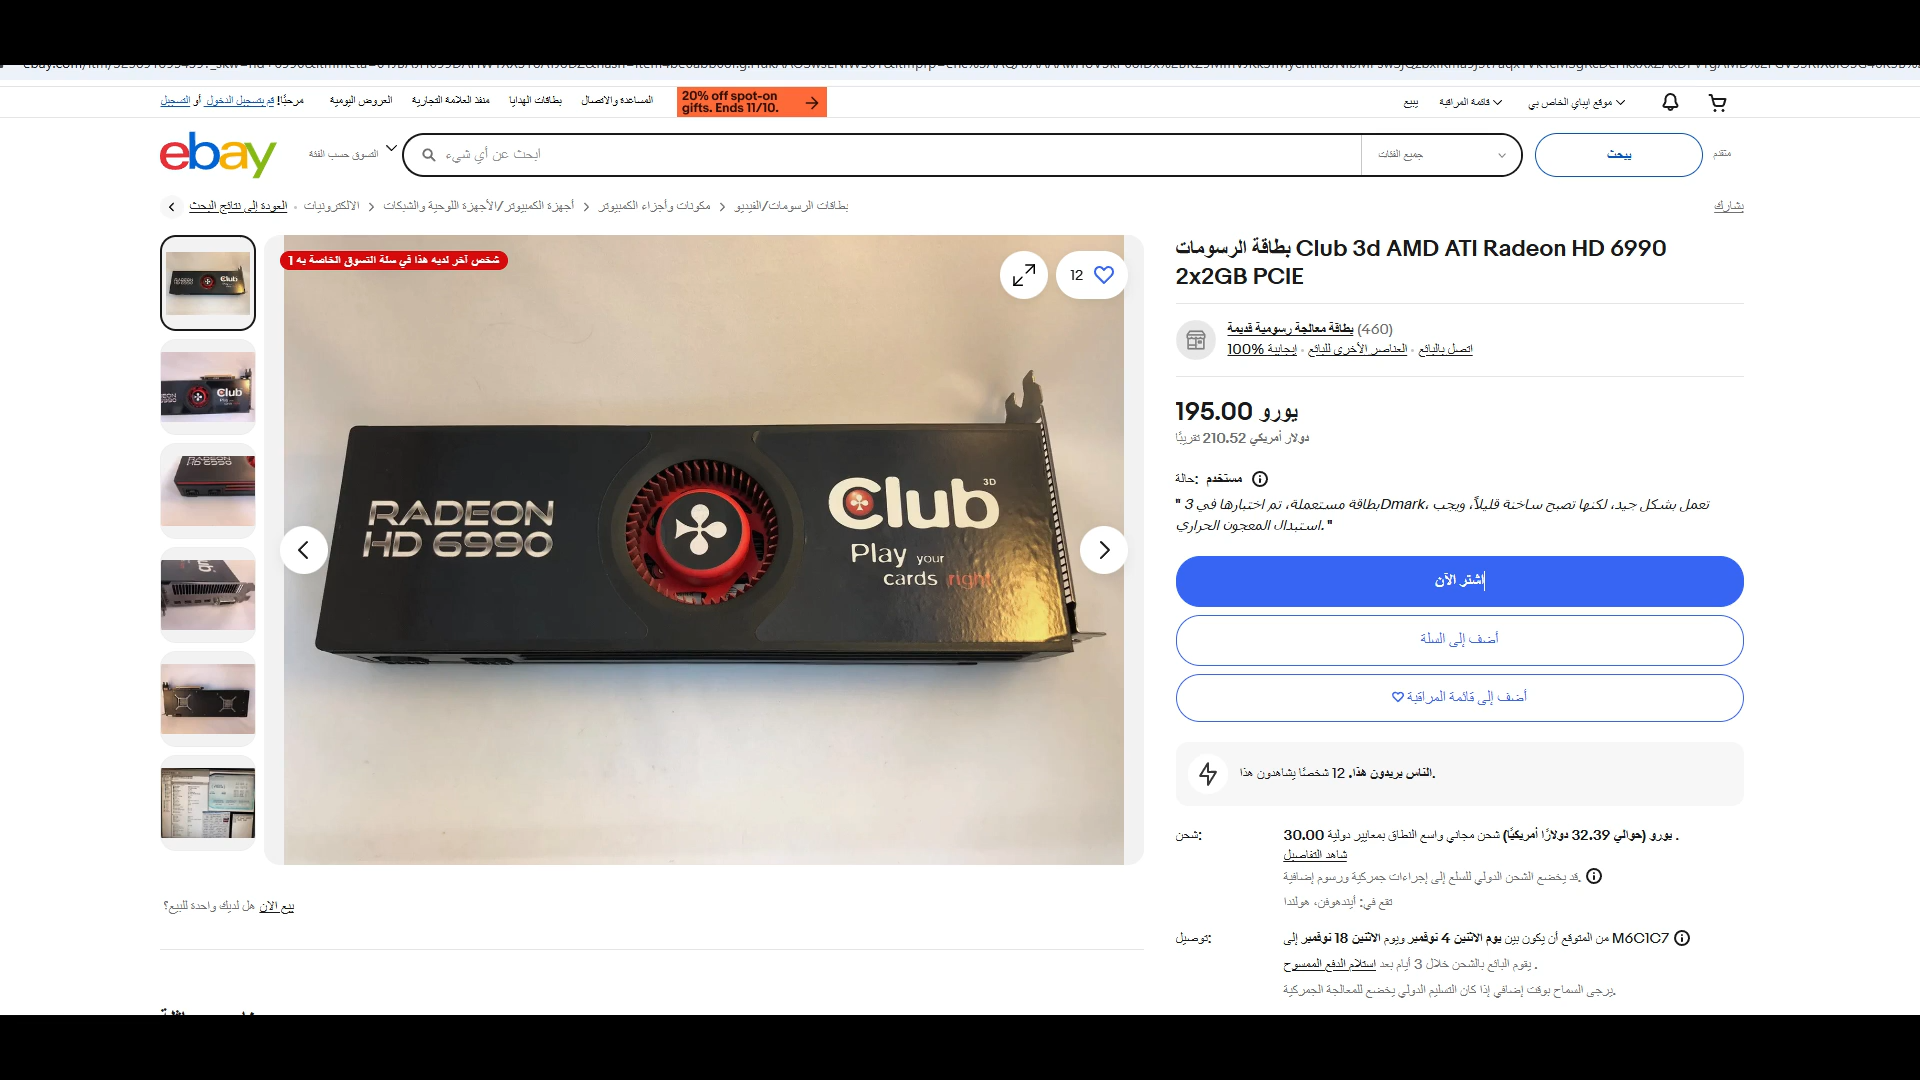 مرحبًا! قم بتسجيل الدخول أو التسجيل
العروض اليومية
منفذ العلامة التجارية
بطاقات الهدايا
المساعدة والاتصال
20% off spot-on
gifts. Ends 11/10.
يبيع
قائمة المراقبة
موقع ايباي الخاص بي
ebay
التسوق حسب الفئة
ابحث عن أي شيء
جميع الفئات
يبحث
متقدم
العودة إلى نتائج البحث
الالكترونيات
أجهزة الكمبيوتر/الأجهزة اللوحية والشبكات
مكونات وأجزاء الكمبيوتر
بطاقات الرسومات/الفيديو
يشارك
شخص آخر لديه هذا في سلة التسوق الخاصة به 1
12
RADEON
HD 6990
Club 3D
Play your
cards right
بطاقة الرسومات Club 3d AMD ATI Radeon HD 6990
2x2GB PCIE
بطاقة معالجة رسومية قديمة (460)
100% إيجابية · العناصر الأخرى للبائع · اتصل بالبائع
195.00 يورو
210.52 دولار أمريكي تقريبًا
حالة: مستخدم
" بطاقة مستعملة، تم اختبارها في 3Dmark، تعمل بشكل جيد، لكنها تصبح ساخنة قليلاً، ويجب
استبدال المعجون الحراري. "
اشتر الآن
أضف إلى السلة
أضف إلى قائمة المراقبة
الناس يريدون هذا. 12 شخصًا يشاهدون هذا.
شحن:
30.00 يورو (حوالي 32.39 دولارًا أمريكيًا) شحن مجاني واسع النطاق بمعايير دولية .
شاهد التفاصيل
قد يخضع الشحن الدولي للسلع إلى إجراءات جمركية ورسوم إضافية.
تقع في: أيندهوفن، هولندا
توصيل:
من المتوقع أن يكون بين يوم الاثنين 4 نوفمبر ويوم الاثنين 18 نوفمبر إلى M6C1C7
يقوم البائع بالشحن خلال 3 أيام بعد استلام الدفع الممسوح .
يرجى السماح بوقت إضافي إذا كان التسليم الدولي يخضع للمعالجة الجمركية.
هل لديك واحدة للبيع؟ بيع الآن